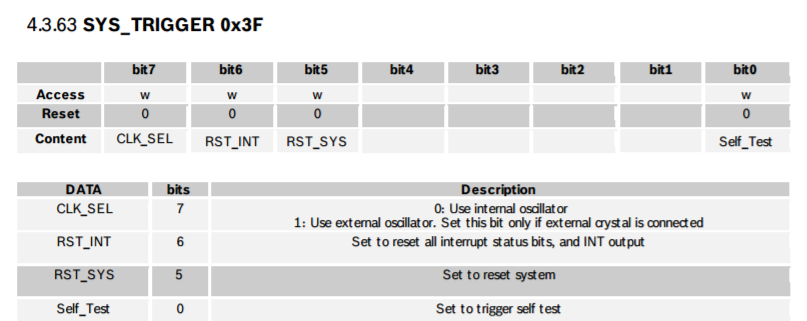 4.3.63 SYS_TRIGGER 0x3F
bit7 bit6 bit5 bit4 bit3 bit2 bit1 bit0
Access w w w w
Reset 0 0 0 0
Content CLK_SEL RST_INT RST_SYS Self_Test
DATA bits Description
CLK_SEL 7 0: Use internal oscillator
1: Use external oscillator. Set this bit only if external crystal is connected
RST_INT 6 Set to reset all interrupt status bits, and INT output
RST_SYS 5 Set to reset system
Self_Test 0 Set to trigger self test